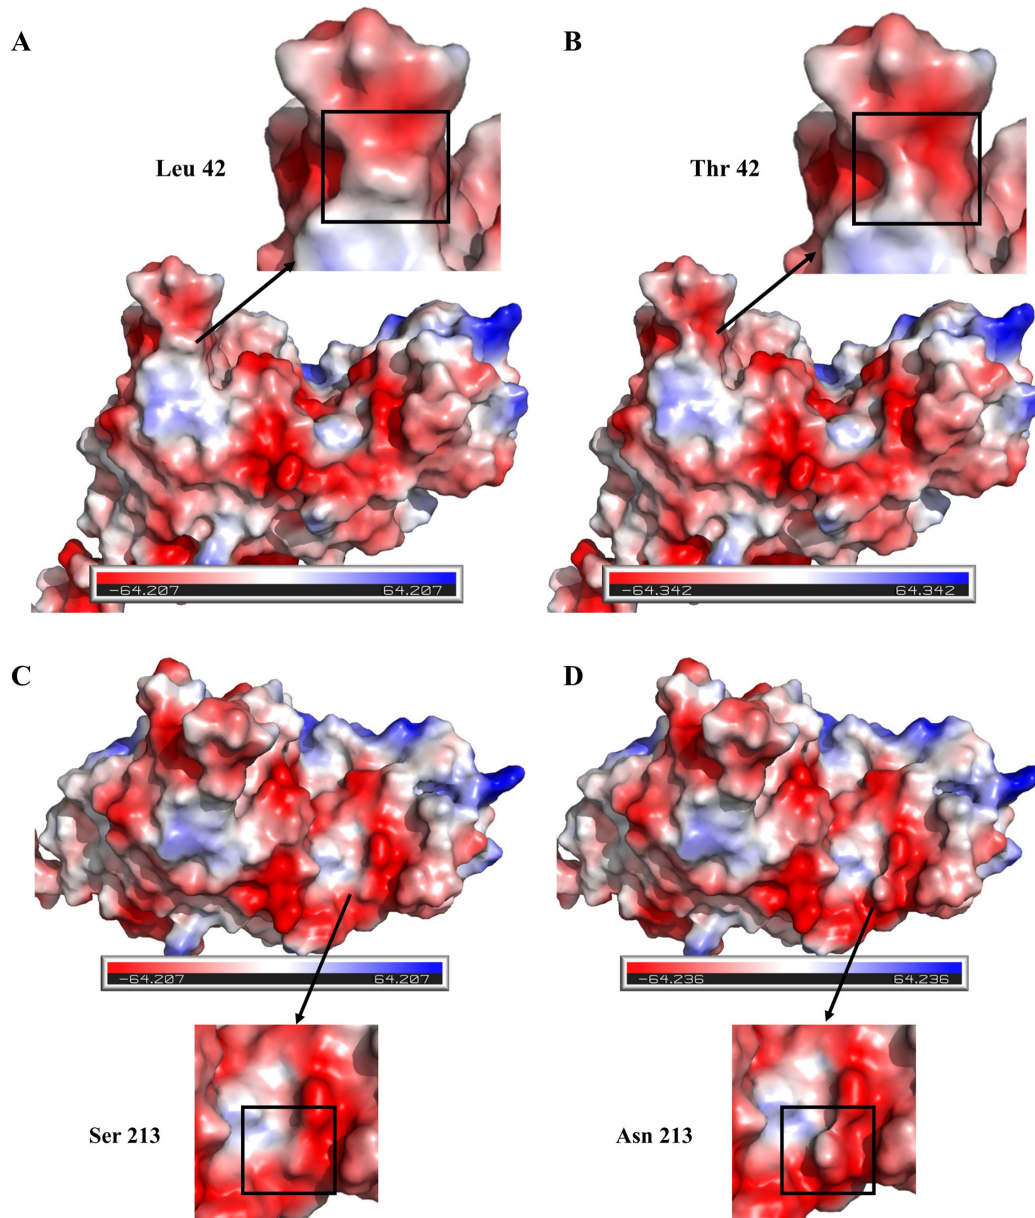 A
B
Leu 42
Thr 42
-64.207 64.207
-64.342 64.342
C
D
-64.207 64.207
-64.236 64.236
Ser 213
Asn 213